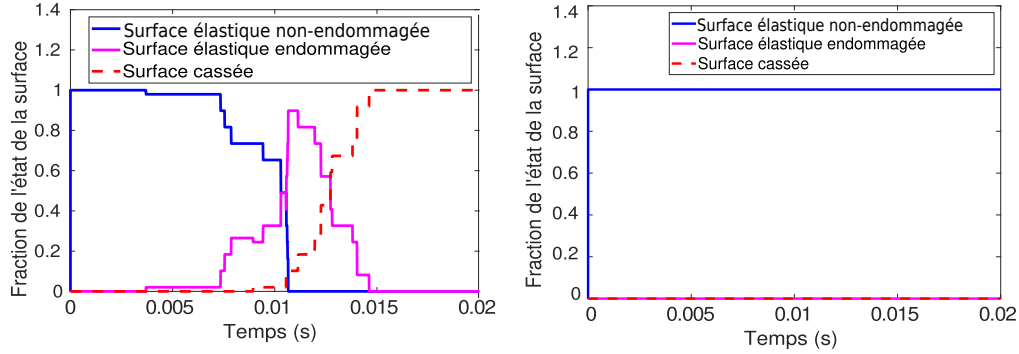 1.4
1.2
1
0.8
0.6
0.4
0.2
0
Fraction de l'état de la surface
Surface élastique non-endommagée
Surface élastique endommagée
Surface cassée
0 0.005 0.01 0.015 0.02
Temps (s)
1.4
1.2
1
0.8
0.6
0.4
0.2
0
Fraction de l'état de la surface
Surface élastique non-endommagée
Surface élastique endommagée
Surface cassée
0 0.005 0.01 0.015 0.02
Temps (s)